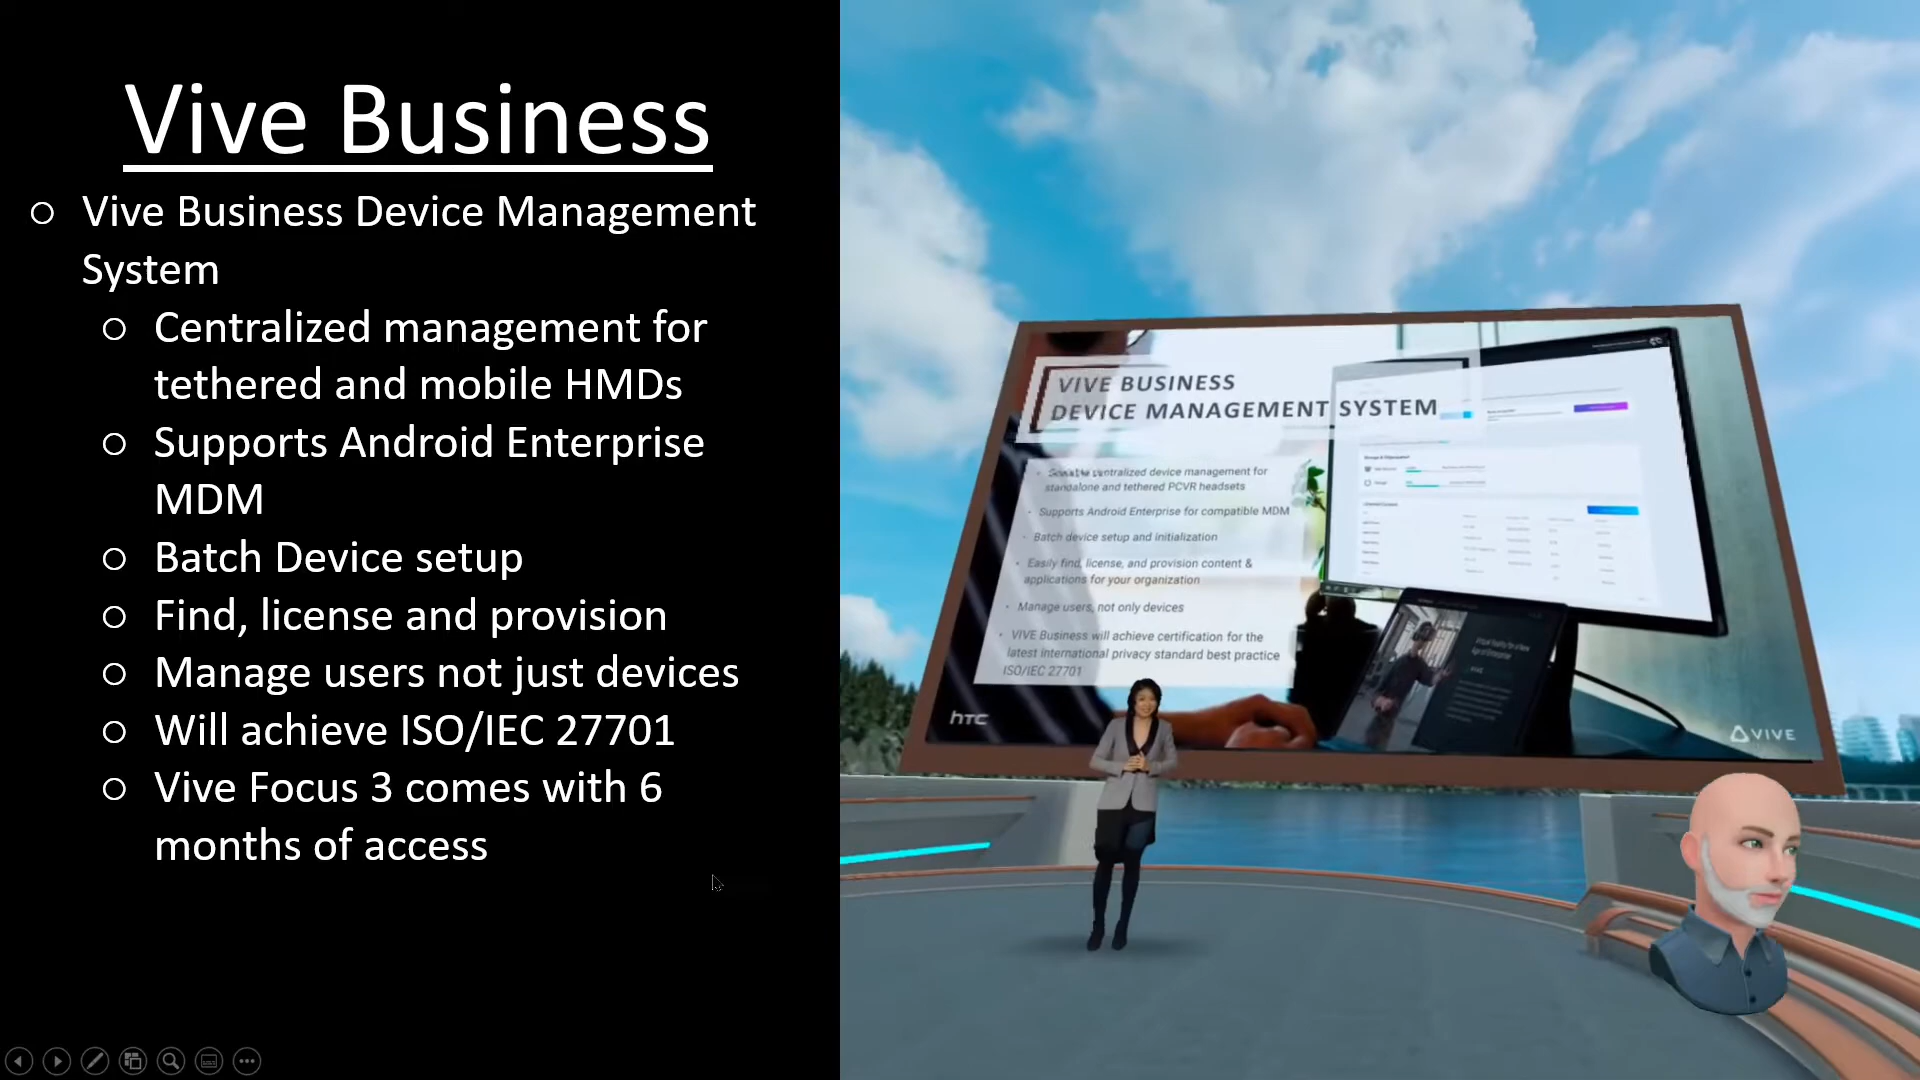 Vive Business
Vive Business Device Management
System
Centralized management for
tethered and mobile HMDs
Supports Android Enterprise
MDM
Batch Device setup
Find, license and provision
Manage users not just devices
Will achieve ISO/IEC 27701
Vive Focus 3 comes with 6
months of access
VIVE BUSINESS
DEVICE MANAGEMENT SYSTEM
centralized device management for
standalone and tethered PCVR headsets
Supports Android Enterprise for compatible MDM
Batch device setup and initialization
Easily find, license, and provision content &
applications for your organization
Manage users, not only devices
VIVE Business will achieve certification for the
latest international privacy standard best practice
ISO/IEC 27701
hTC
VIVE